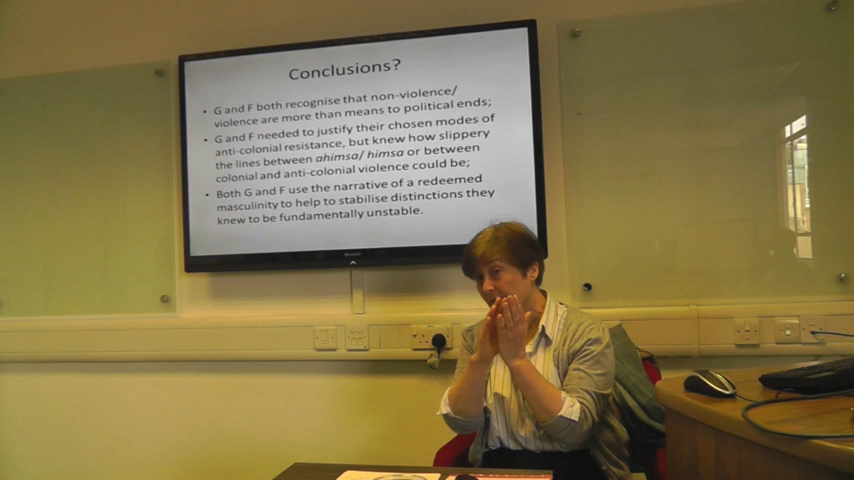 Conclusions?
• G and F both recognise that non-violence/
violence are more than means to political ends;
• G and F needed to justify their chosen modes of
anti-colonial resistance, but knew how slippery
the lines between ahimsa/ himsa or between
colonial and anti-colonial violence could be;
• Both G and F use the narrative of a redeemed
masculinity to help to stabilise distinctions they
knew to be fundamentally unstable.